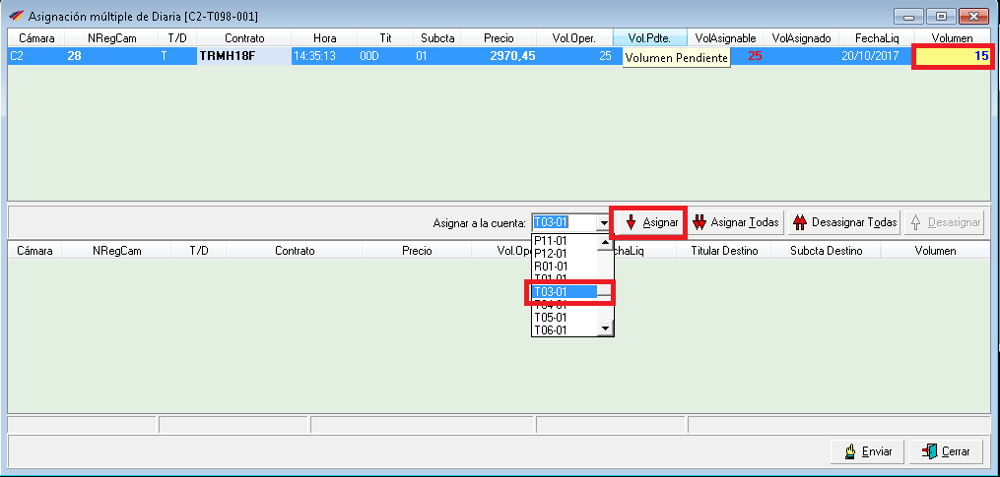 Asignación múltiple de Diaria [C2-T098-001]
Cámara NRegCam T/D Contrato Hora Tit Subcta Precio Vol.Oper. Vol.Pdte. VolAsignable VolAsignado FechaLiq Volumen
C2 28 T TRMH18F 14:35:13 00D 01 2970,45 25 25 20/10/2017 15
Volumen Pendiente
Asignar a la cuenta: T03-01 Asignar Asignar Todas Desasignar Todas Desasignar
Cámara NRegCam T/D Contrato Precio Vol.Ope chaLiq Titular Destino Subcta Destino Volumen
P11-01
P12-01
R01-01
T01-01
T03-01
T04-01
T05-01
T06-01
Enviar Cerrar